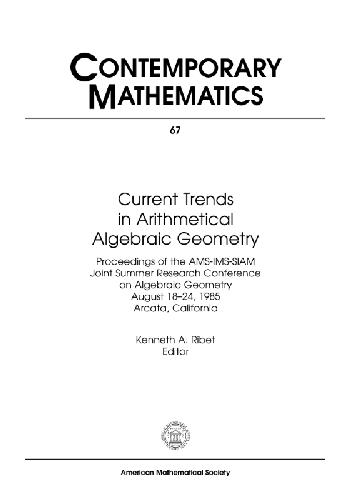 CONTEMPORARY
MATHEMATICS
67
Current Trends
in Arithmetical
Algebraic Geometry
Proceedings of the AMS-IMS-SIAM
Joint Summer Research Conference
on Algebraic Geometry
August 18–24, 1985
Arcata, California
Kenneth A. Ribet
Editor
American Mathematical Society